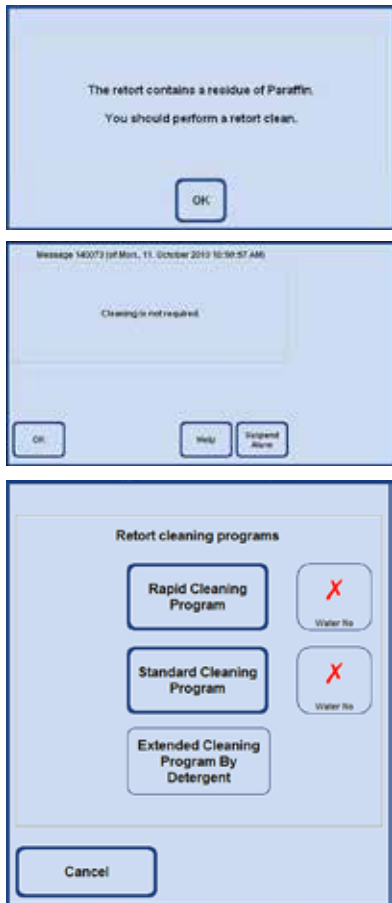 The retort contains a residue of Paraffin.
You should perform a retort clean.
OK
Message 140073 (of Mon., 11. October 2010 10:50:57 AM)
Cleaning is not required.
OK
Help
Suspend
Alarm
Retort cleaning programs
Rapid Cleaning
Program
✗
Water No
Standard Cleaning
Program
✗
Water No
Extended Cleaning
Program By
Detergent
Cancel